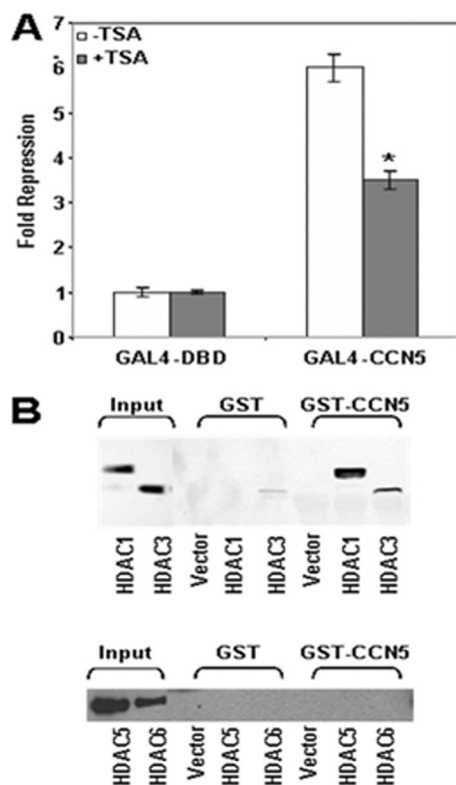 A
7
6
5
4
3
2
1
0
Fold Repression
-TSA
+TSA
*
GAL4-DBD GAL4-CCN5
B
Input GST GST-CCN5
HDAC1 HDAC3 Vector HDAC1 HDAC3 Vector HDAC1 HDAC3
Input GST GST-CCN5
HDAC5 HDAC6 Vector HDAC5 HDAC6 Vector HDAC5 HDAC6